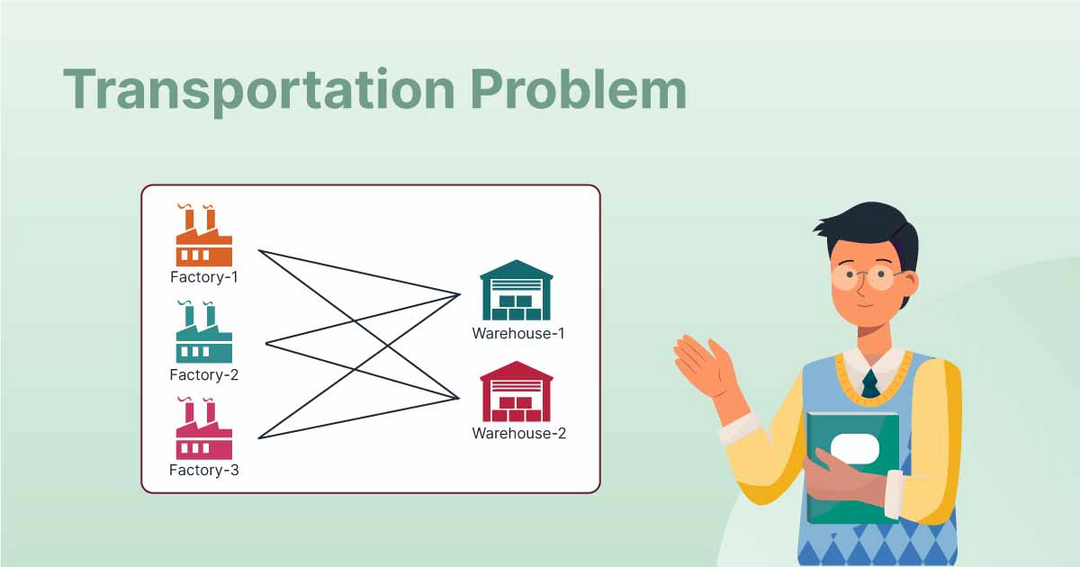 Transportation Problem
Factory-1
Factory-2
Factory-3
Warehouse-1
Warehouse-2